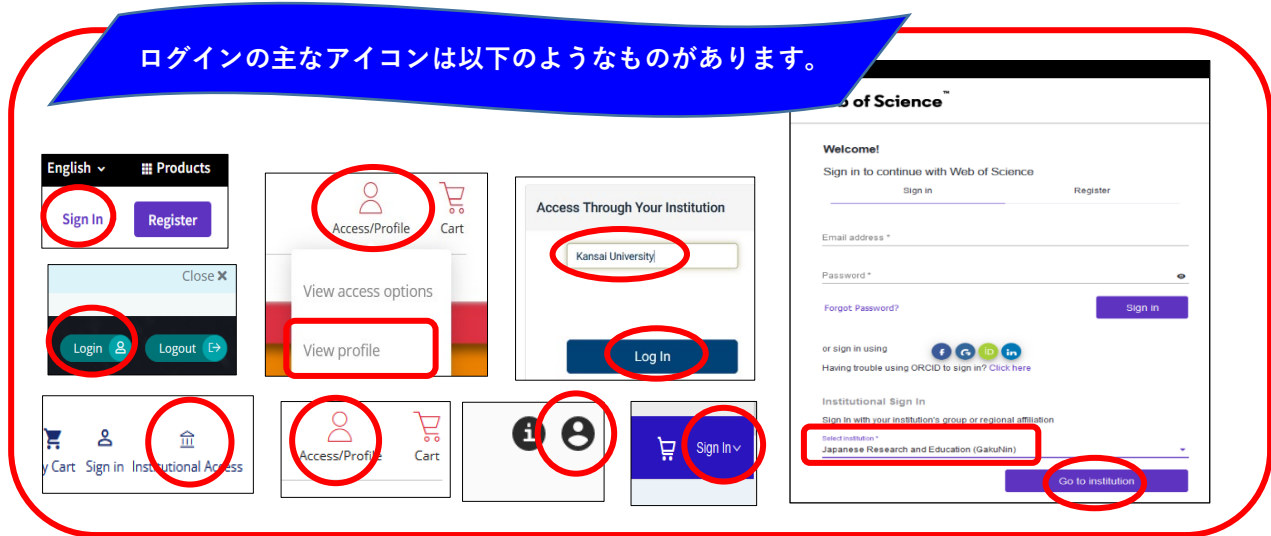 ログインの主なアイコンは以下のようなものがあります。
English
Products
Sign In
Register
Close ✕
Login
Logout
y Cart
Sign in
Institutional Access
Access/Profile
Cart
View access options
View profile
Access/Profile
Cart
Access Through Your Institution
Kansai University
Log In
Sign In
of Science™
Welcome!
Sign in to continue with Web of Science
Sign in
Register
Email address *
Password *
Forgot Password?
Sign in
or sign in using
Having trouble using ORCID to sign in? Click here
Institutional Sign In
Sign in with your institution's group or regional affiliation
Select institution *
Japanese Research and Education (GakuNin)
Go to institution